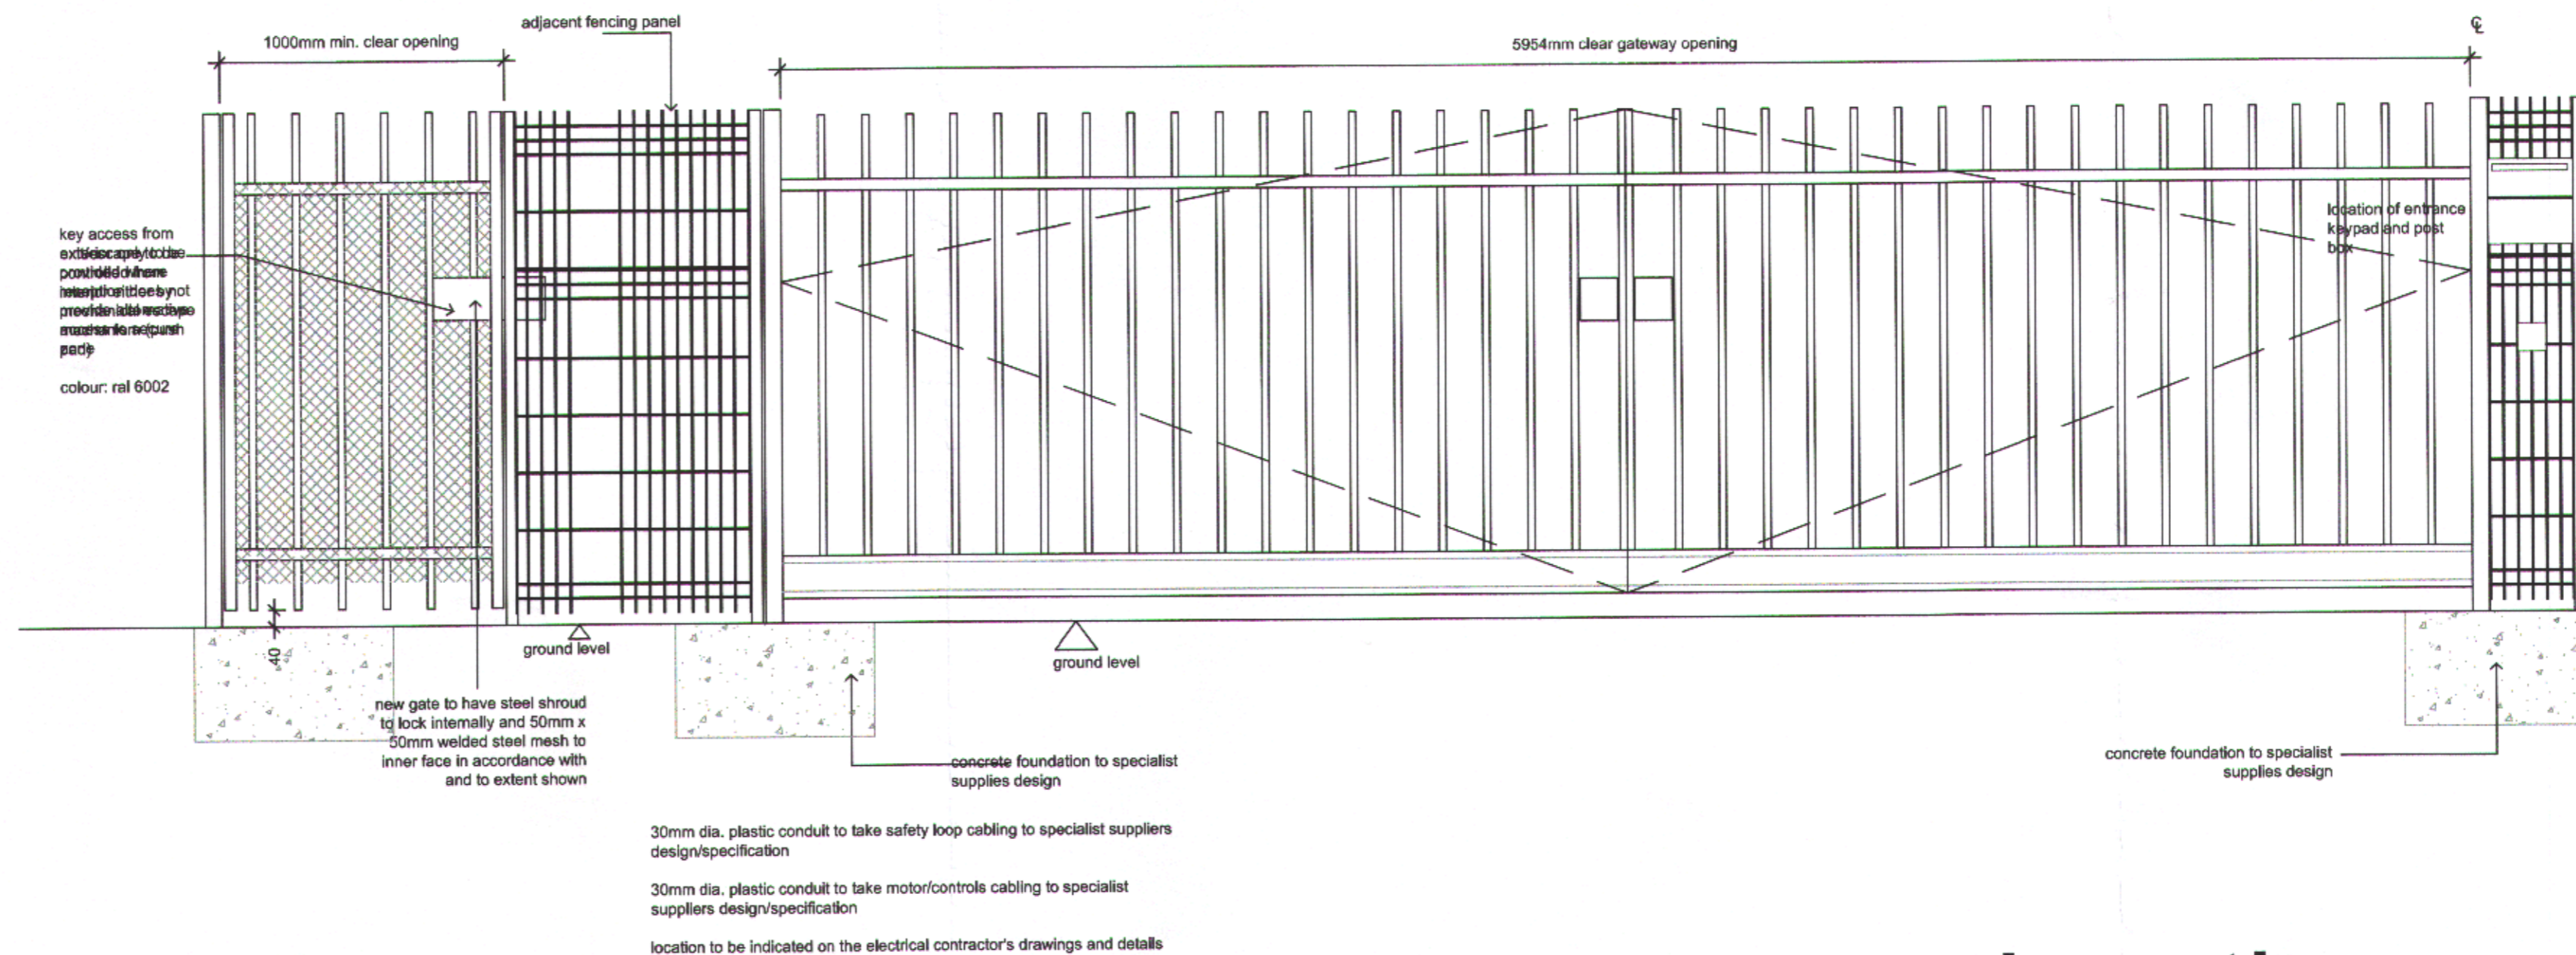 adjacent fencing panel
1000mm min. clear opening
5954mm clear gateway opening
℄
location of entrance
keypad and post
box
key access from
colour: ral 6002
40
ground level
ground level
new gate to have steel shroud
to lock internally and 50mm x
50mm welded steel mesh to
inner face in accordance with
and to extent shown
concrete foundation to specialist
supplies design
concrete foundation to specialist
supplies design
30mm dia. plastic conduit to take safety loop cabling to specialist suppliers
design/specification
30mm dia. plastic conduit to take motor/controls cabling to specialist
suppliers design/specification
location to be indicated on the electrical contractor's drawings and details